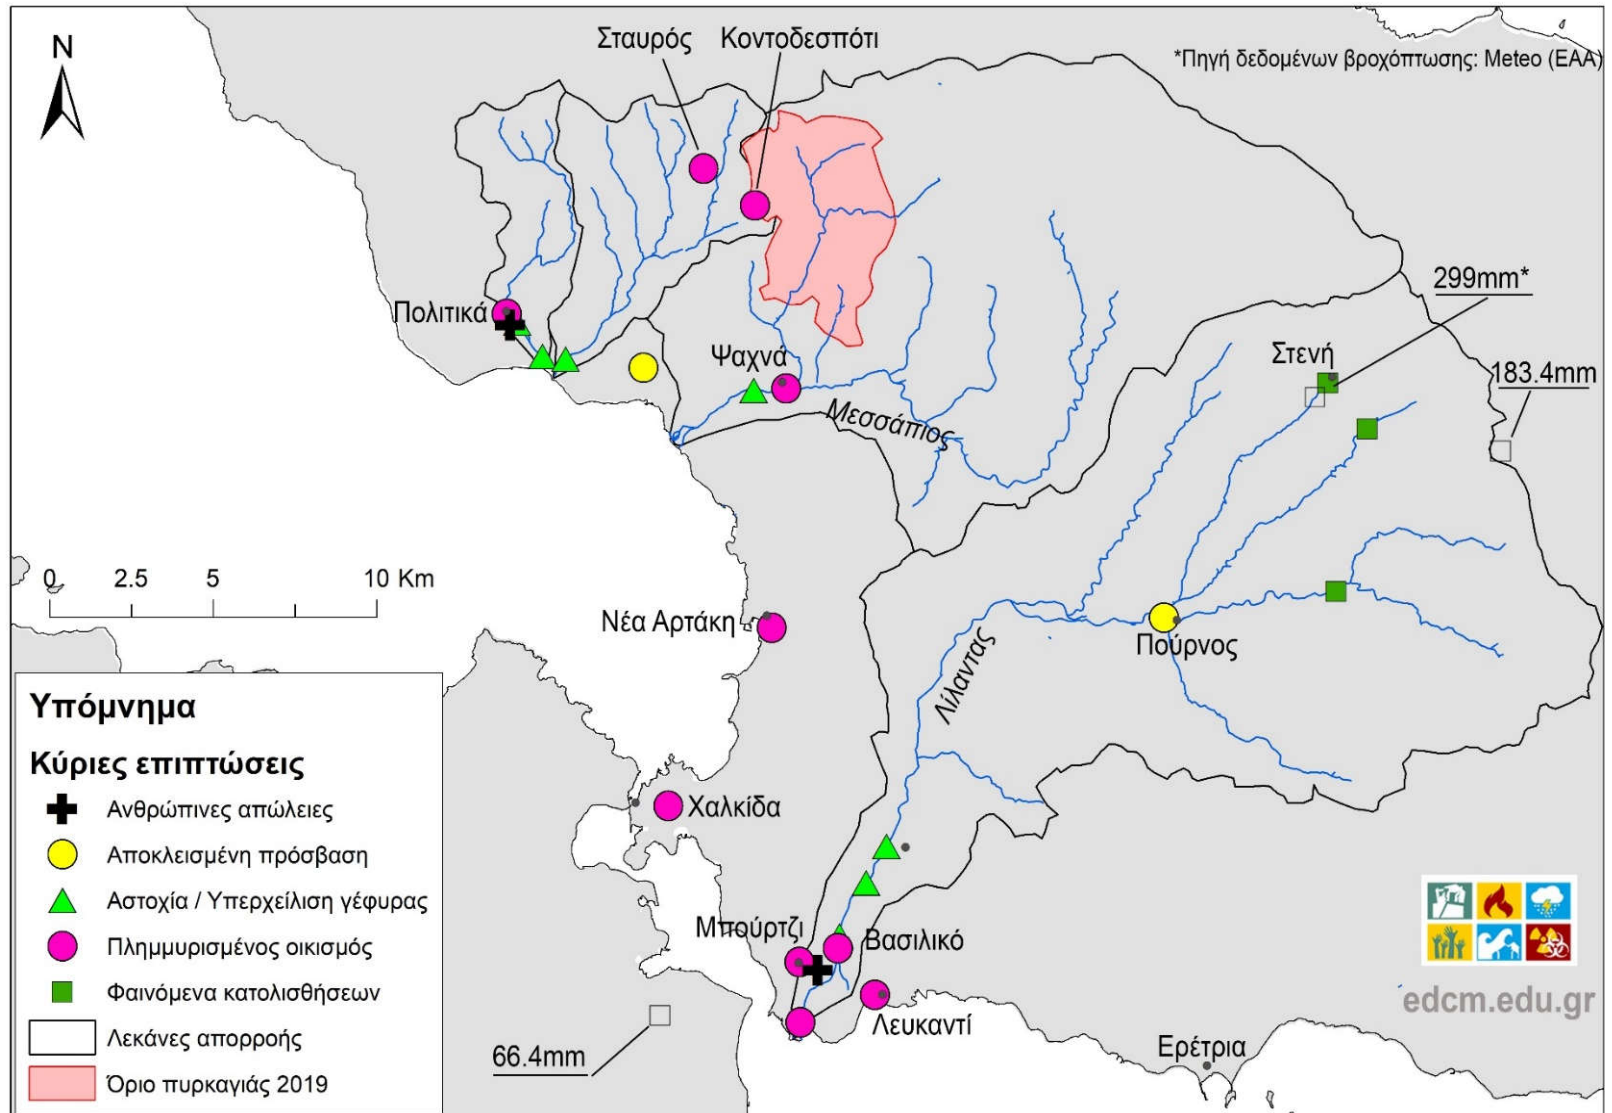 Σταυρός
Κοντοδεσπότι
*Πηγή δεδομένων βροχόπτωσης: Meteo (ΕΑΑ)
N
299mm*
Πολιτικά
Ψαχνά
Στενή
183.4mm
Μεσσάπιος
0 2.5 5 10 Km
Νέα Αρτάκη
Πούρνος
Λίλαντας
Υπόμνημα
Κύριες επιπτώσεις
Ανθρώπινες απώλειες
Αποκλεισμένη πρόσβαση
Αστοχία / Υπερχείλιση γέφυρας
Πλημμυρισμένος οικισμός
Φαινόμενα κατολισθήσεων
Λεκάνες απορροής
Όριο πυρκαγιάς 2019
Χαλκίδα
Μπούρτζι
Βασιλικό
Λευκαντί
66.4mm
Ερέτρια
edcm.edu.gr